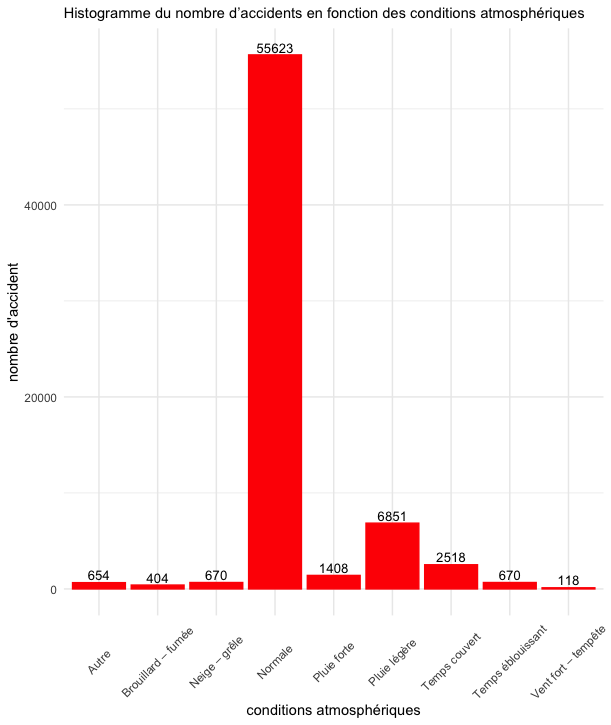 Histogramme du nombre d'accidents en fonction des conditions atmosphériques
nombre d'accident
40000
20000
0
654
404
670
55623
1408
6851
2518
670
118
Autre
Brouillard – fumée
Neige – grêle
Normale
Pluie forte
Pluie légère
Temps couvert
Temps éblouissant
Vent fort – tempête
conditions atmosphériques